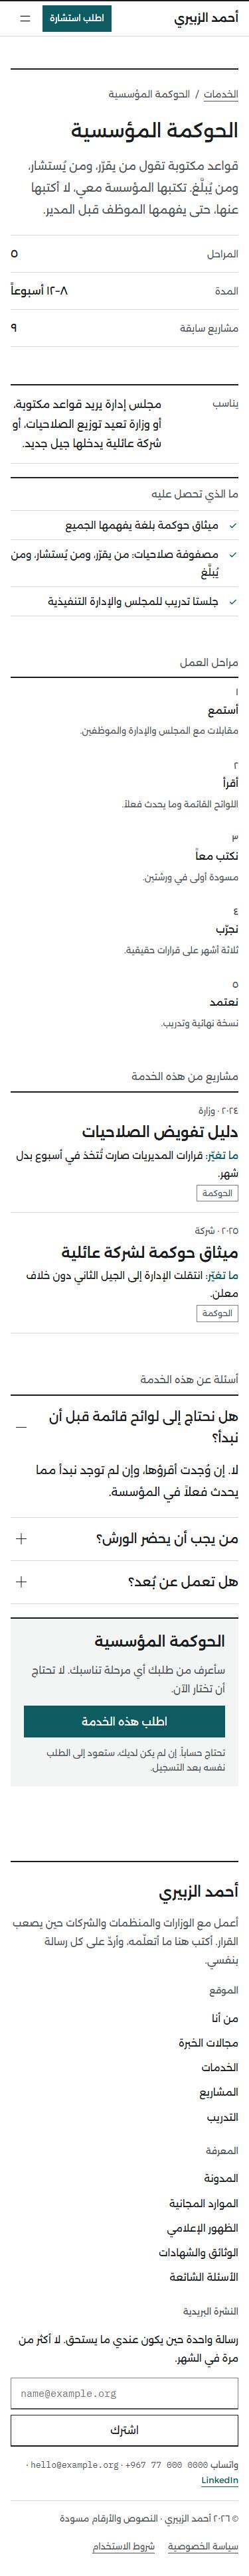 أحمد الزبيري
اطلب استشارة
الخدمات / الحوكمة المؤسسية
الحوكمة المؤسسية
قواعد مكتوبة تقول من يقرّر، ومن يُستشار،
ومن يُبلَّغ. تكتبها المؤسسة معي، لا أكتبها
عنها، حتى يفهمها الموظف قبل المدير.
المراحل
٥
المدة
٨–١٢ أسبوعاً
مشاريع سابقة
٩
يناسب
مجلس إدارة يريد قواعد مكتوبة،
أو وزارة تعيد توزيع الصلاحيات، أو
شركة عائلية يدخلها جيل جديد.
ما الذي تحصل عليه
ميثاق حوكمة بلغة يفهمها الجميع
مصفوفة صلاحيات: من يقرّر، ومن يُستشار، ومن
يُبلَّغ
جلستا تدريب للمجلس والإدارة التنفيذية
مراحل العمل
١
أستمع
مقابلات مع المجلس والإدارة والموظفين.
٢
أقرأ
اللوائح القائمة وما يحدث فعلاً.
٣
نكتب معاً
مسودة أولى في ورشتين.
٤
نجرّب
ثلاثة أشهر على قرارات حقيقية.
٥
نعتمد
نسخة نهائية وتدريب.
مشاريع من هذه الخدمة
٢٠٢٤ · وزارة
دليل تفويض الصلاحيات
ما تغيّر: قرارات المديريات صارت تُتخذ في أسبوع بدل
شهر.
الحوكمة
٢٠٢٥ · شركة
ميثاق حوكمة لشركة عائلية
ما تغيّر: انتقلت الإدارة إلى الجيل الثاني دون خلاف
معلن.
الحوكمة
أسئلة عن هذه الخدمة
هل نحتاج إلى لوائح قائمة قبل أن
نبدأ؟
لا. إن وُجدت أقرؤها، وإن لم توجد نبدأ مما
يحدث فعلاً في المؤسسة.
من يجب أن يحضر الورش؟
هل تعمل عن بُعد؟
الحوكمة المؤسسية
سأعرف من طلبك أي مرحلة تناسبك. لا تحتاج
أن تختار الآن.
اطلب هذه الخدمة
تحتاج حساباً. إن لم يكن لديك، ستعود إلى الطلب
نفسه بعد التسجيل.
أحمد الزبيري
أعمل مع الوزارات والمنظمات والشركات حين يصعب
القرار. أكتب هنا ما أتعلّمه، وأردّ على كل رسالة
بنفسي.
الموقع
من أنا
مجالات الخبرة
الخدمات
المشاريع
التدريب
المعرفة
المدونة
الموارد المجانية
الظهور الإعلامي
الوثائق والشهادات
الأسئلة الشائعة
النشرة البريدية
رسالة واحدة حين يكون عندي ما يستحق. لا أكثر من
مرة في الشهر.
name@example.org
اشترك
واتساب ‎+967 77 000 0000 · hello@example.org ·
LinkedIn
© ٢٠٢٦ أحمد الزبيري · النصوص والأرقام مسودة
سياسة الخصوصية شروط الاستخدام